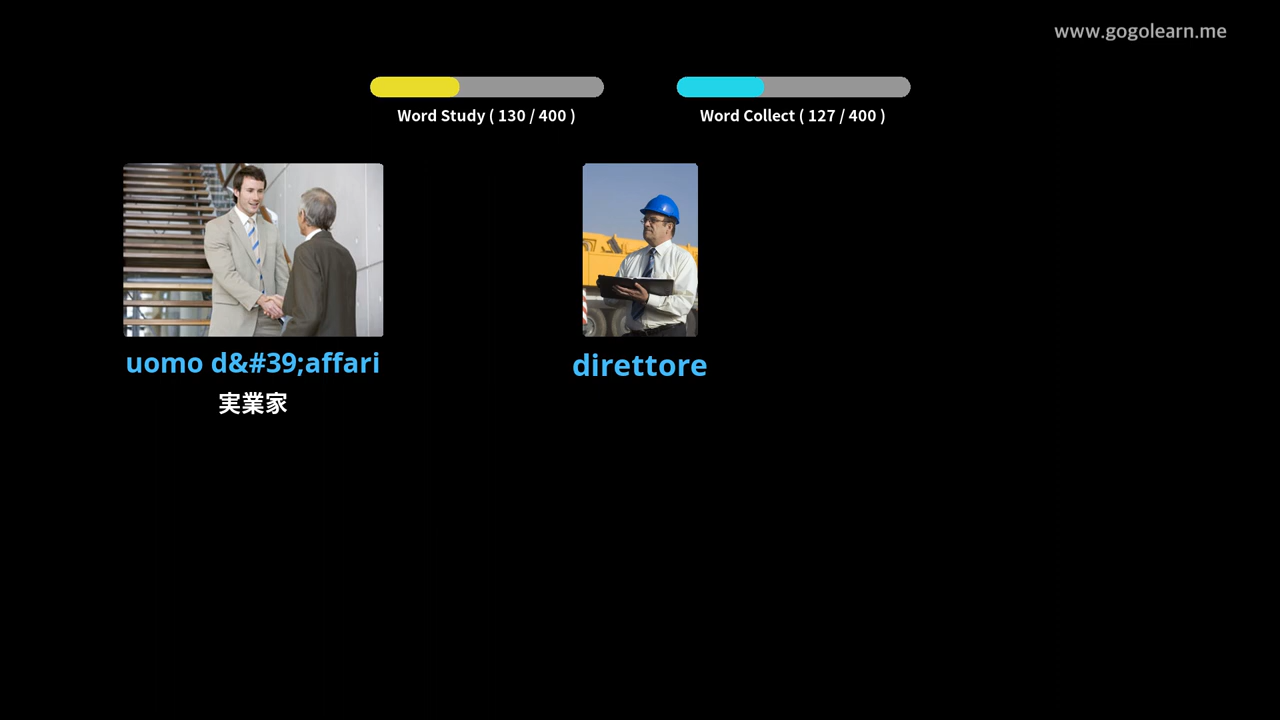 www.gogolearn.me
Word Study ( 130 / 400 )
Word Collect ( 127 / 400 )
uomo d&#39;affari
direttore
実業家